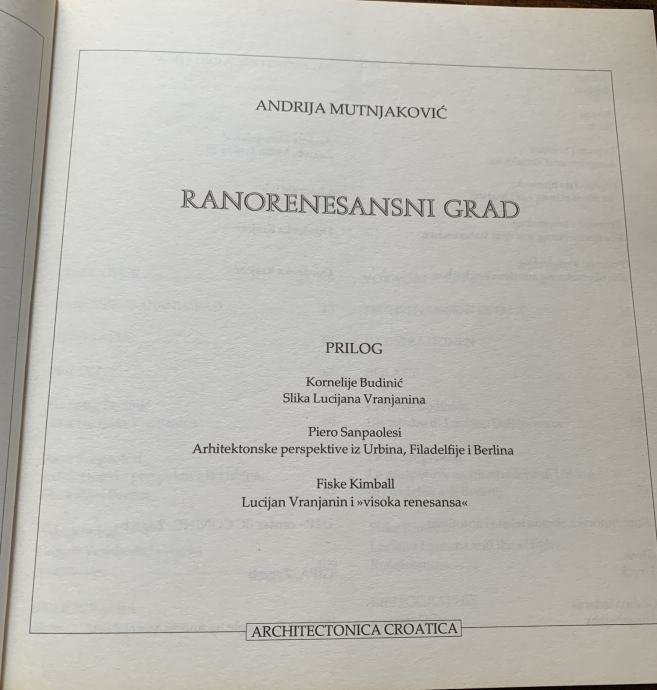 ANDRIJA MUTNJAKOVIĆ
RANORENESANSNI GRAD
PRILOG
Kornelije Budinić
Slika Lucijana Vranjanina
Piero Sanpaolesi
Arhitektonske perspektive iz Urbina, Filadelfije i Berlina
Fiske Kimball
Lucijan Vranjanin i »visoka renesansa«
ARCHITECTONICA CROATICA